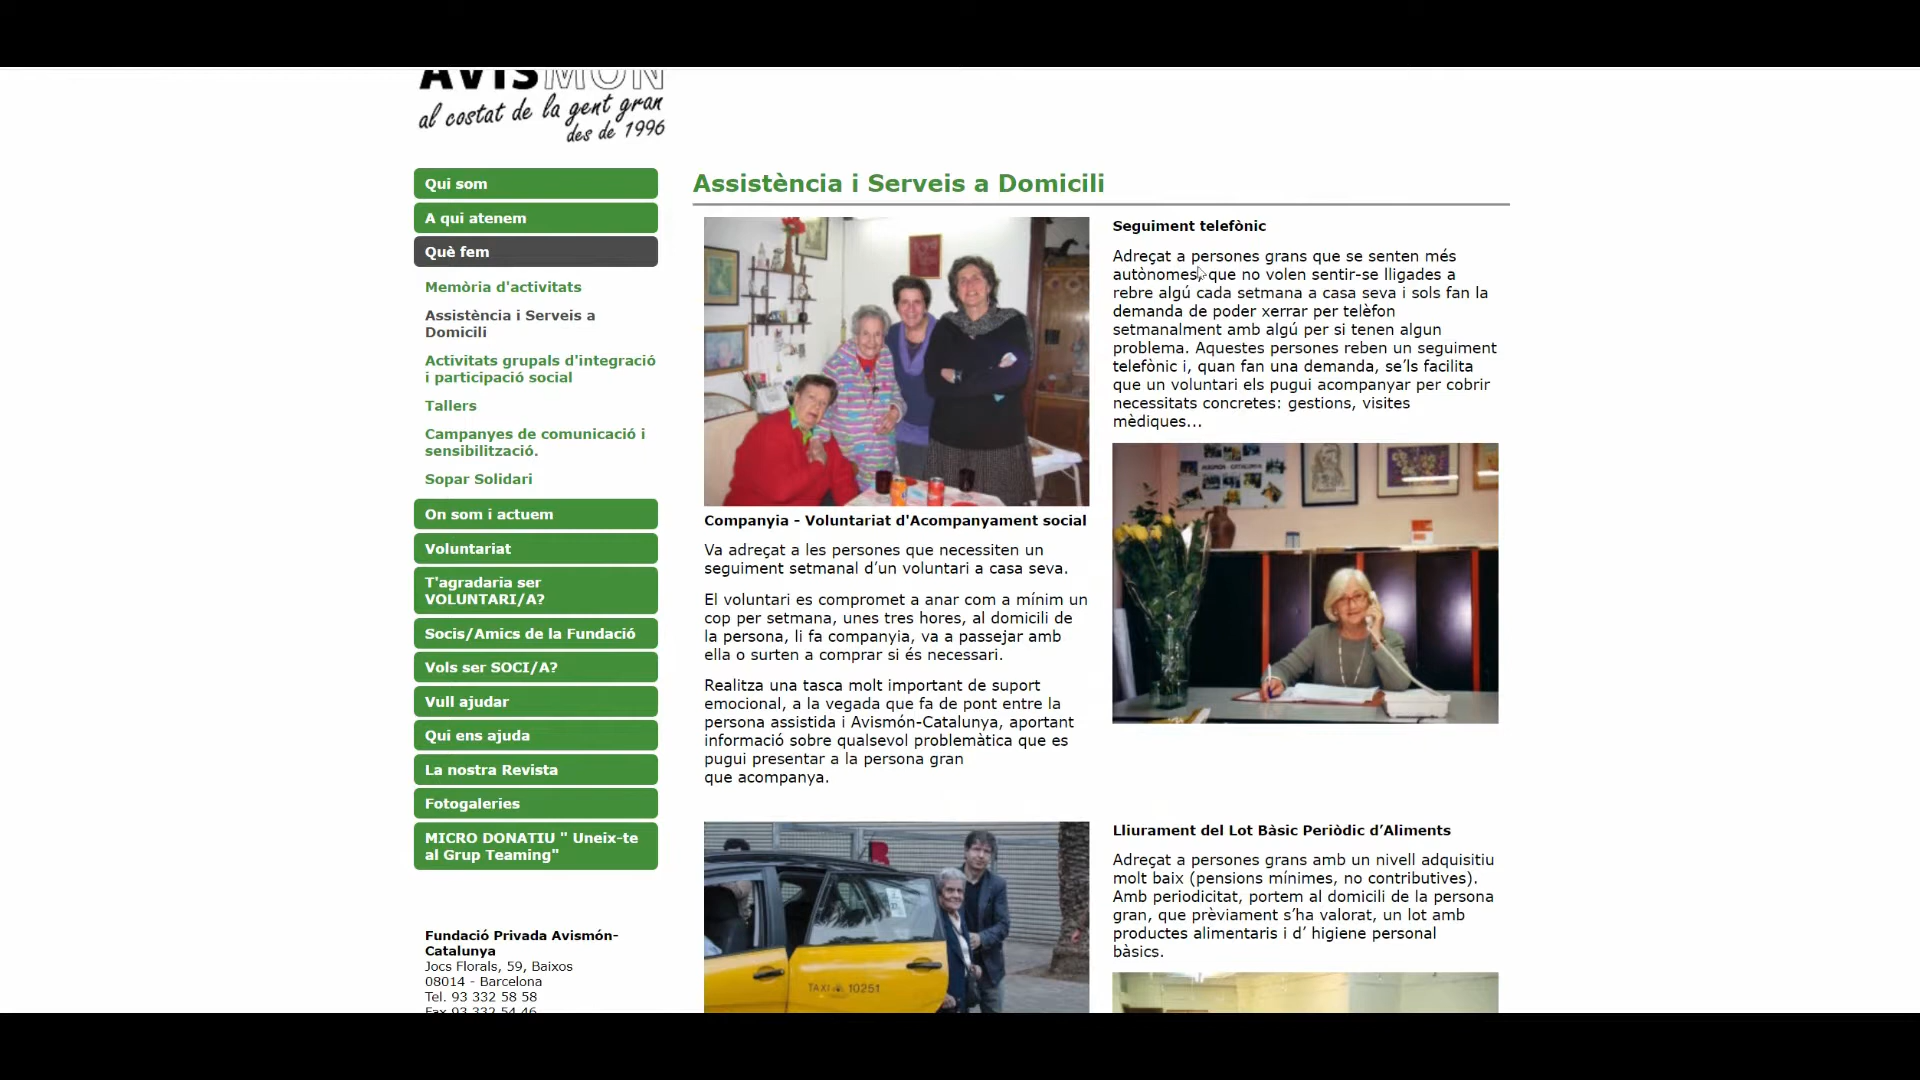 AVISMÓN
al costat de la gent gran
des de 1996
Qui som
A qui atenem
Què fem
Memòria d'activitats
Assistència i Serveis a
Domicili
Activitats grupals d'integració
i participació social
Tallers
Campanyes de comunicació i
sensibilització.
Sopar Solidari
On som i actuem
Voluntariat
T'agradaria ser
VOLUNTARI/A?
Socis/Amics de la Fundació
Vols ser SOCI/A?
Vull ajudar
Qui ens ajuda
La nostra Revista
Fotogaleries
MICRO DONATIU " Uneix-te
al Grup Teaming"
Fundació Privada Avismón-
Catalunya
Jocs Florals, 59, Baixos
08014 - Barcelona
Tel. 93 332 58 58
Fax 93 332 54 46
Assistència i Serveis a Domicili
Companyia - Voluntariat d'Acompanyament social
Va adreçat a les persones que necessiten un
seguiment setmanal d’un voluntari a casa seva.
El voluntari es compromet a anar com a mínim un
cop per setmana, unes tres hores, al domicili de
la persona, li fa companyia, va a passejar amb
ella o surten a comprar si és necessari.
Realitza una tasca molt important de suport
emocional, a la vegada que fa de pont entre la
persona assistida i Avismón-Catalunya, aportant
informació sobre qualsevol problemàtica que es
pugui presentar a la persona gran
que acompanya.
TAXI 10251
Seguiment telefònic
Adreçat a persones grans que se senten més
autònomes, que no volen sentir-se lligades a
rebre algú cada setmana a casa seva i sols fan la
demanda de poder xerrar per telèfon
setmanalment amb algú per si tenen algun
problema. Aquestes persones reben un seguiment
telefònic i, quan fan una demanda, se’ls facilita
que un voluntari els pugui acompanyar per cobrir
necessitats concretes: gestions, visites
mèdiques...
AVISMON CATALUNYA
Lliurament del Lot Bàsic Periòdic d’Aliments
Adreçat a persones grans amb un nivell adquisitiu
molt baix (pensions mínimes, no contributives).
Amb periodicitat, portem al domicili de la persona
gran, que prèviament s’ha valorat, un lot amb
productes alimentaris i d’ higiene personal
bàsics.